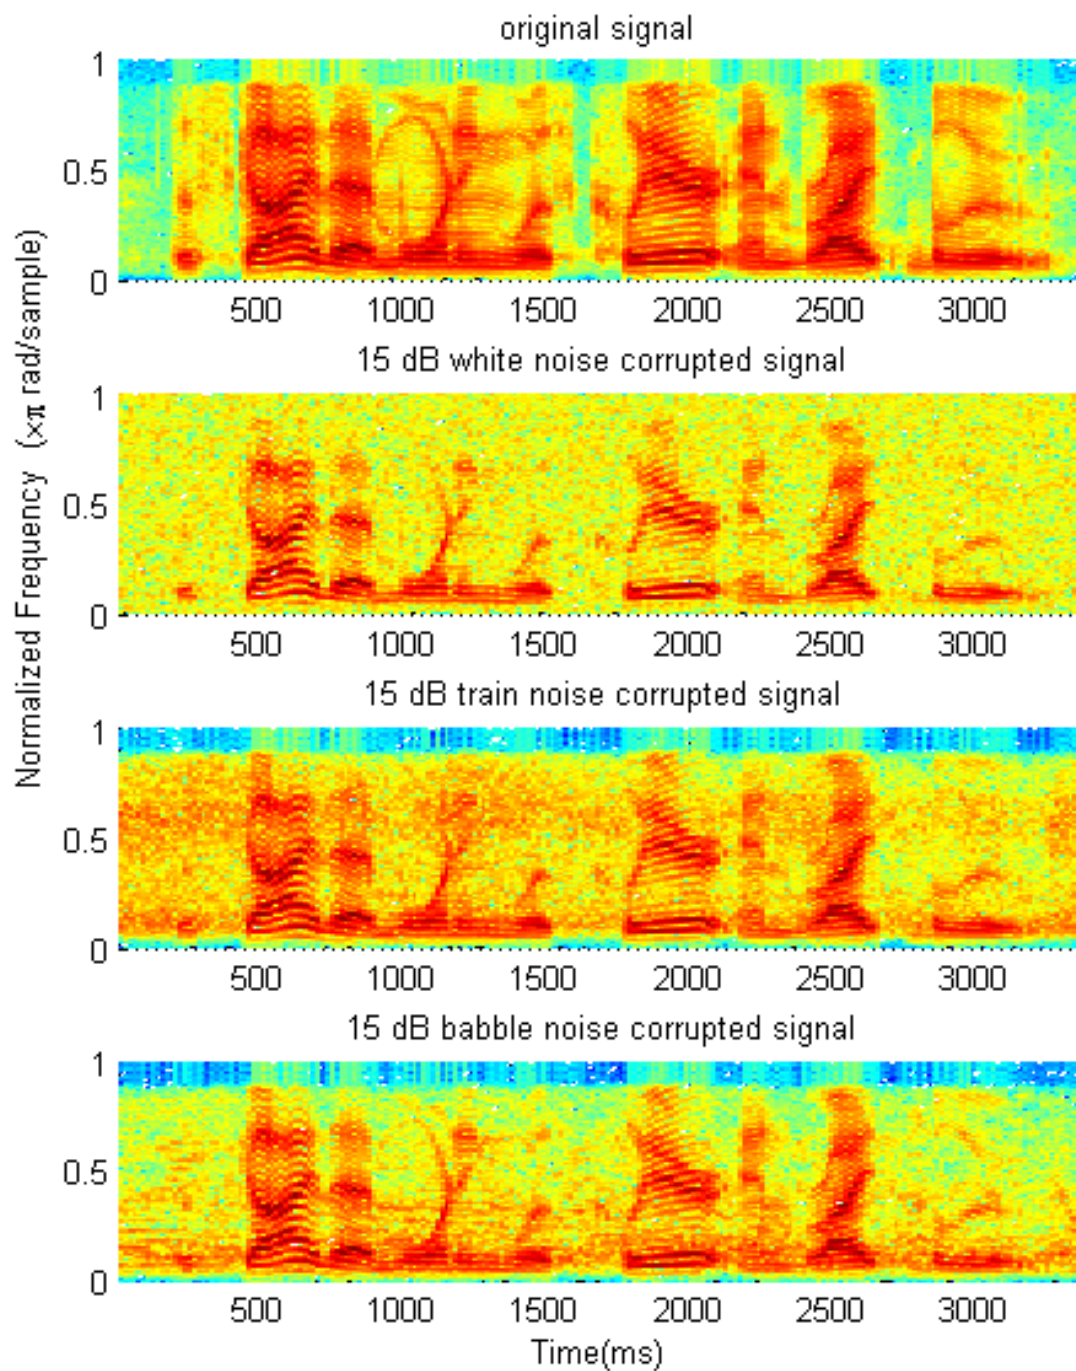 original signal
1
0.5
0
500 1000 1500 2000 2500 3000
15 dB white noise corrupted signal
1
0.5
0
500 1000 1500 2000 2500 3000
Normalized Frequency (×π rad/sample)
15 dB train noise corrupted signal
1
0.5
0
500 1000 1500 2000 2500 3000
15 dB babble noise corrupted signal
1
0.5
0
500 1000 1500 2000 2500 3000
Time(ms)